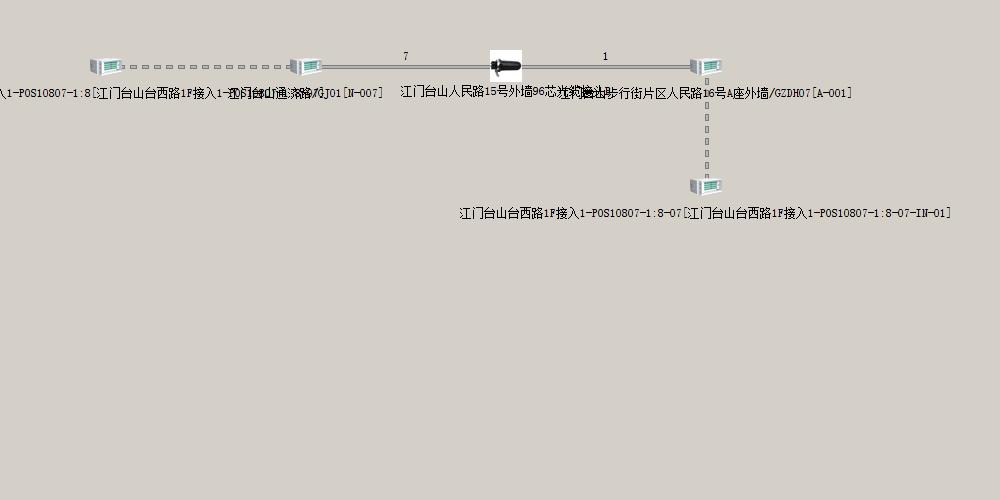 7
1
入1-POS10807-1:8[江门台山台西路1F接入1-
江门台山通济路/GJ01[N-007]
江门台山人民路15号外墙96芯光缆接头
江门台山步行街片区人民路16号A座外墙/GZDH07[A-001]
江门台山台西路1F接入1-POS10807-1:8-07[江门台山台西路1F接入1-POS10807-1:8-07-IN-01]